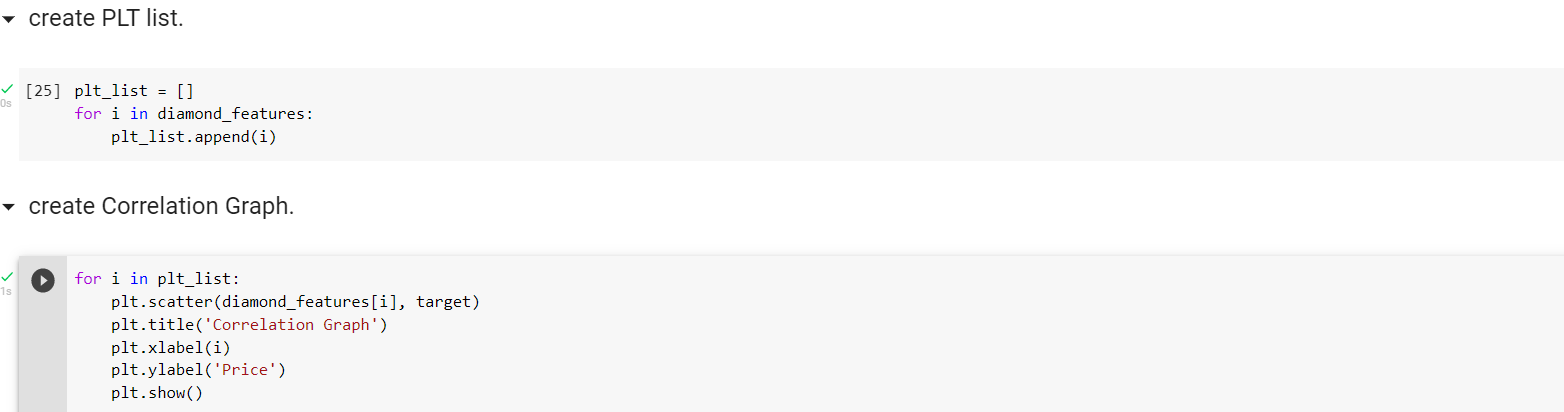 create PLT list.
[25] plt_list = []
for i in diamond_features:
    plt_list.append(i)
0s
create Correlation Graph.
for i in plt_list:
1s
    plt.scatter(diamond_features[i], target)
    plt.title('Correlation Graph')
    plt.xlabel(i)
    plt.ylabel('Price')
    plt.show()